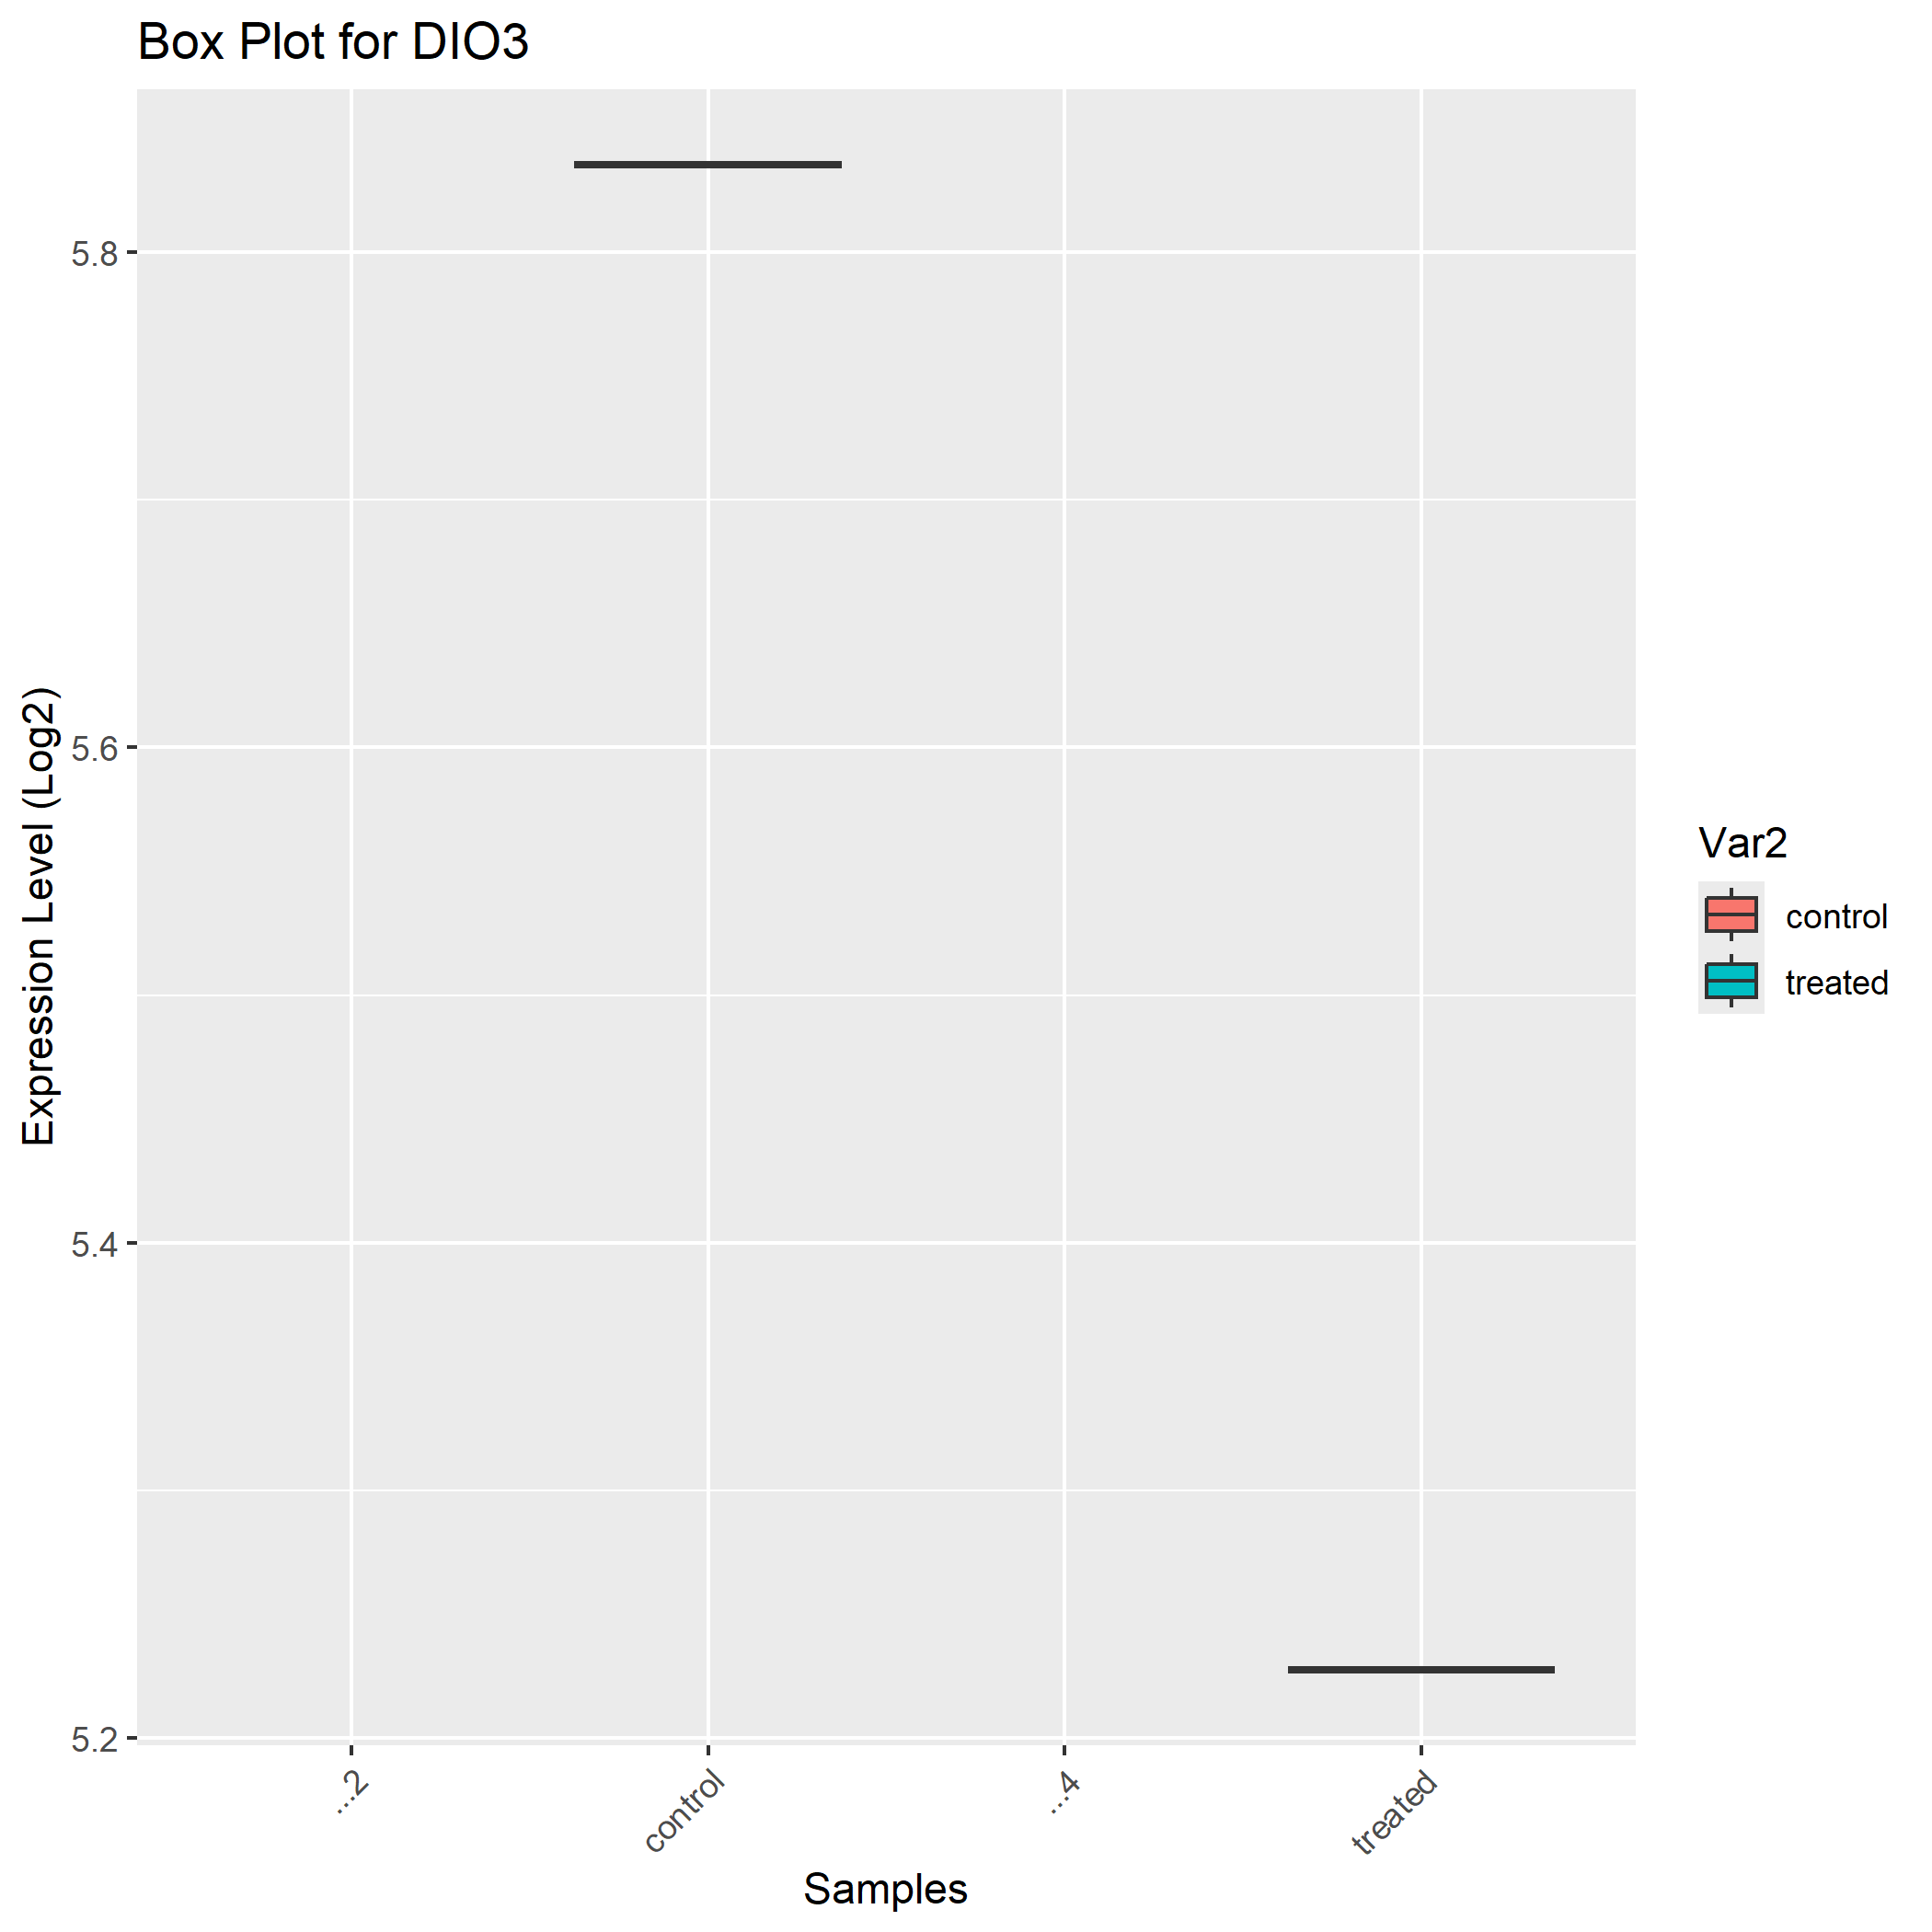 Box Plot for DIO3
Expression Level (Log2)
5.8
5.6
5.4
5.2
...2
control
...4
treated
Samples
Var2
control
treated